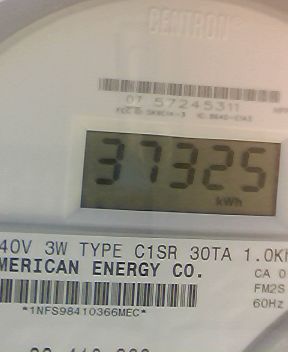 CENTRON
07 57245311
37325
kWh
40V 3W TYPE C1SR 30TA 1.0K
MERICAN ENERGY CO.
CA 0
FM2S
60Hz
*1NFS98410366MEC*